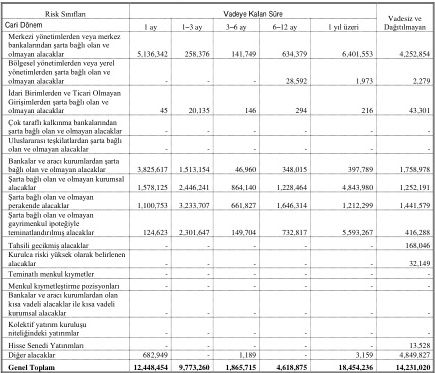 Risk Sınıfları Vadeye Kalan Süre Vadesiz ve Dağıtılmayan
Cari Dönem 1 ay 1–3 ay 3–6 ay 6–12 ay 1 yıl üzeri
Merkezi yönetimlerden veya merkez
bankalarından şarta bağlı olan ve
olmayan alacaklar 5,136,342 258,376 141,749 634,379 6,401,553 4,252,854
Bölgesel yönetimlerden veya yerel
yönetimlerden şarta bağlı olan ve
olmayan alacaklar - - - 28,592 1,973 2,279
İdari Birimlerden ve Ticari Olmayan
Girişimlerden şarta bağlı olan ve
olmayan alacaklar 45 20,135 146 294 216 43,301
Çok taraflı kalkınma bankalarından
şarta bağlı olan ve olmayan alacaklar - - - - - -
Uluslararası teşkilatlardan şarta bağlı
olan ve olmayan alacaklar - - - - - -
Bankalar ve aracı kurumlardan şarta
bağlı olan ve olmayan alacaklar 3,825,617 1,513,154 46,960 348,015 397,789 1,758,978
Şarta bağlı olan ve olmayan kurumsal
alacaklar 1,578,125 2,446,241 864,140 1,228,464 4,843,980 1,252,191
Şarta bağlı olan ve olmayan
perakende alacaklar 1,100,753 3,233,707 661,827 1,646,314 1,212,299 1,441,579
Şarta bağlı olan ve olmayan
gayrimenkul ipoteğiyle
teminatlandırılmış alacaklar 124,623 2,301,647 149,704 732,817 5,593,267 416,288
Tahsili gecikmiş alacaklar - - - - - 168,046
Kurulca riski yüksek olarak belirlenen
alacaklar - - - - - 32,149
Teminatlı menkul kıymetler - - - - - -
Menkul kıymetleştirme pozisyonları - - - - - -
Bankalar ve aracı kurumlardan olan
kısa vadeli alacaklar ile kısa vadeli
kurumsal alacaklar - - - - - -
Kolektif yatırım kuruluşu
niteliğindeki yatırımlar - - - - - -
Hisse Senedi Yatırımları - - - - - 13,528
Diğer alacaklar 682,949 - 1,189 - 3,159 4,849,827
Genel Toplam 12,448,454 9,773,260 1,865,715 4,618,875 18,454,236 14,231,020